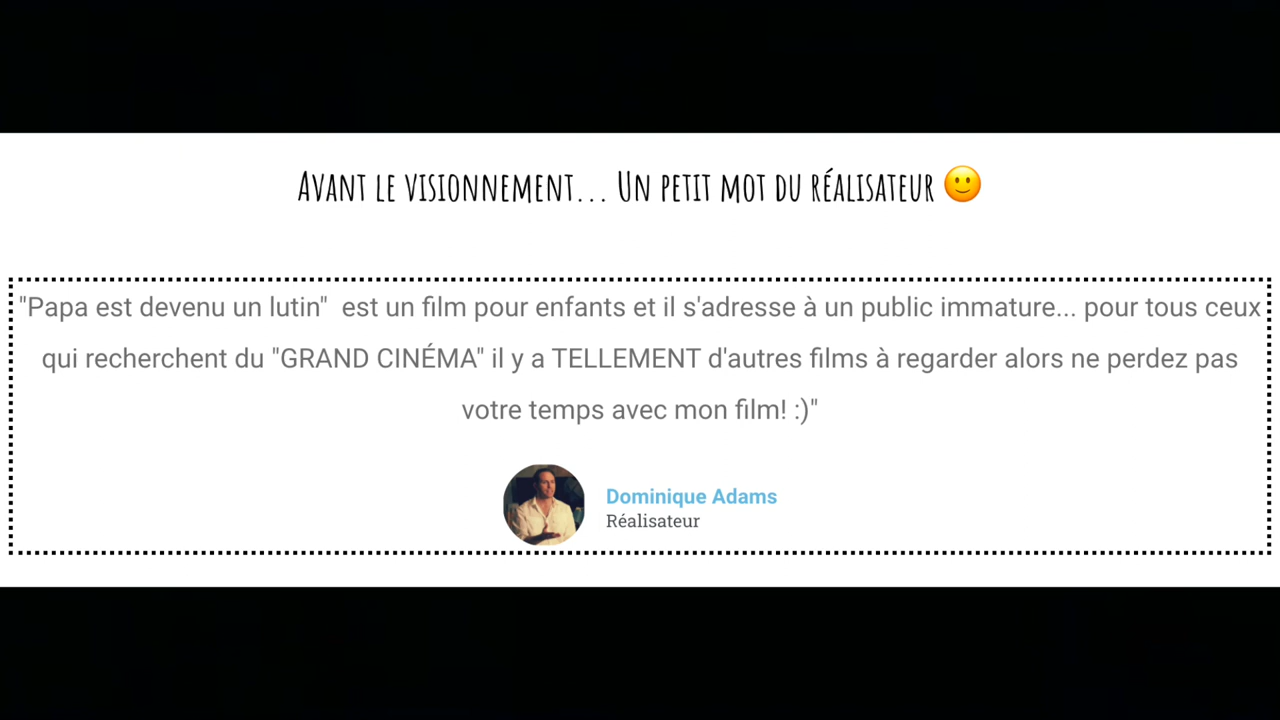 Avant le visionnement... Un petit mot du réalisateur 🙂
"Papa est devenu un lutin"  est un film pour enfants et il s'adresse à un public immature... pour tous ceux
qui recherchent du "GRAND CINÉMA" il y a TELLEMENT d'autres films à regarder alors ne perdez pas
votre temps avec mon film! :)"
Dominique Adams
Réalisateur